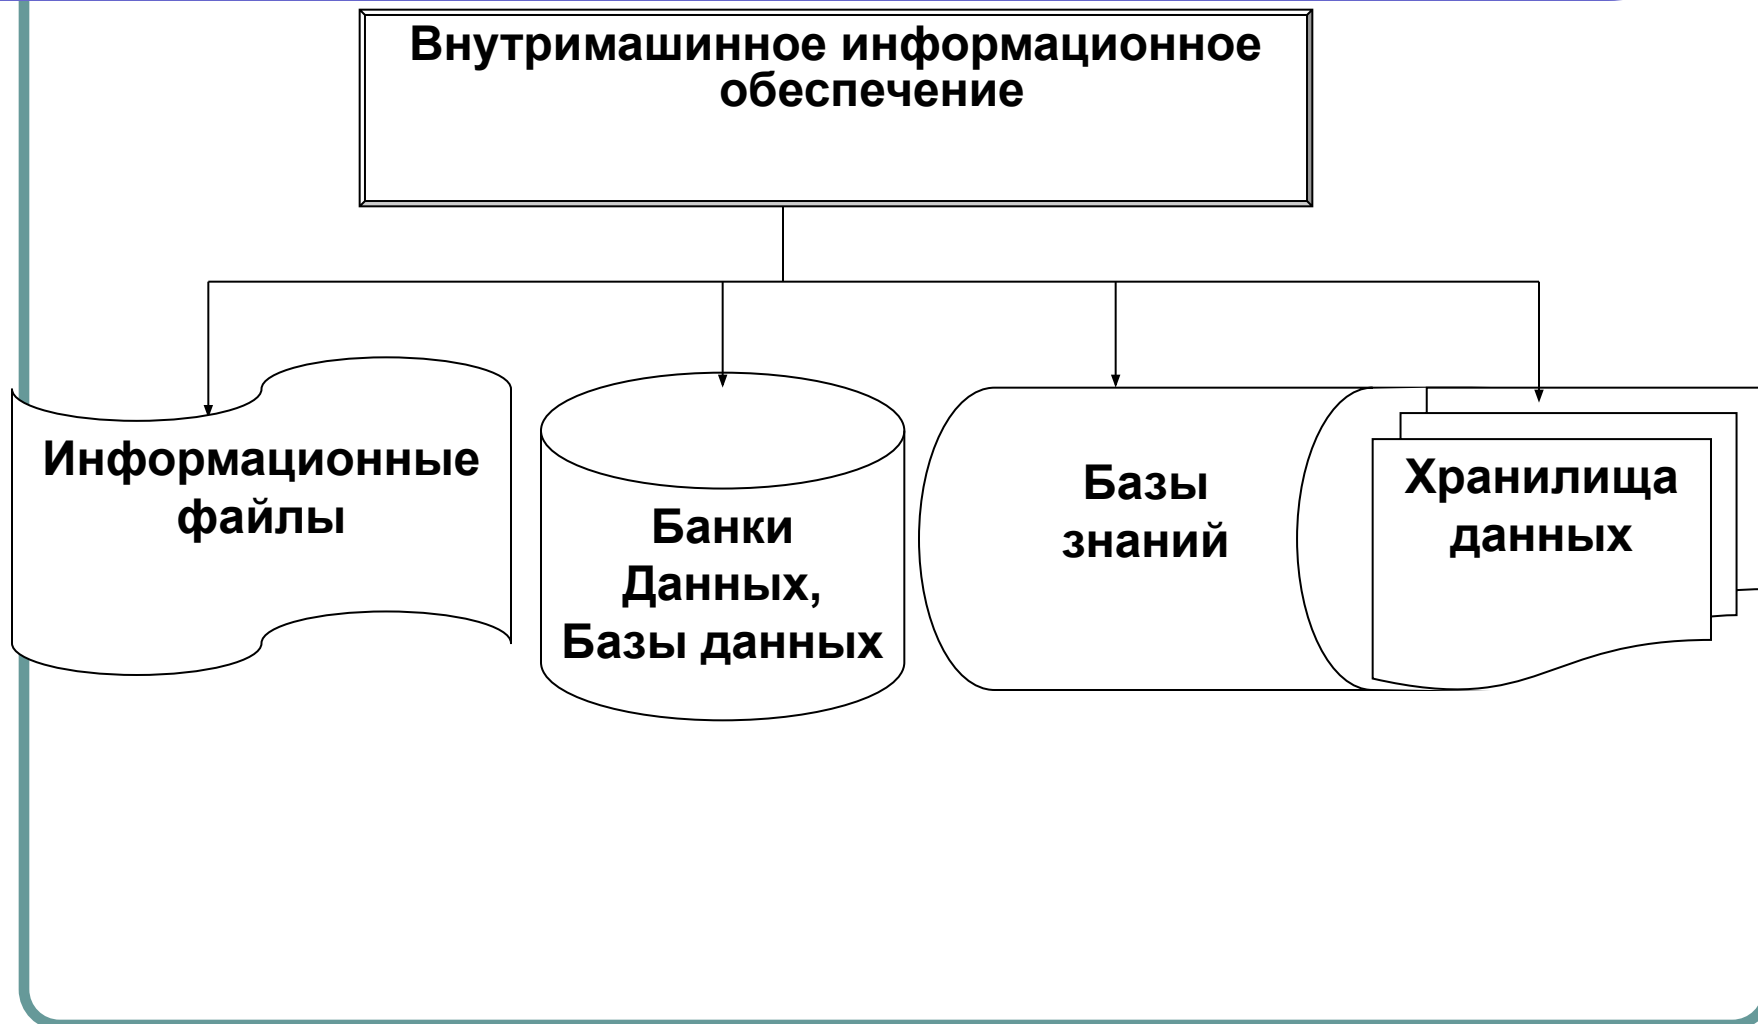 Внутримашинное информационное
обеспечение
Информационные
файлы
Банки
Данных,
Базы данных
Базы
знаний
Хранилища
данных